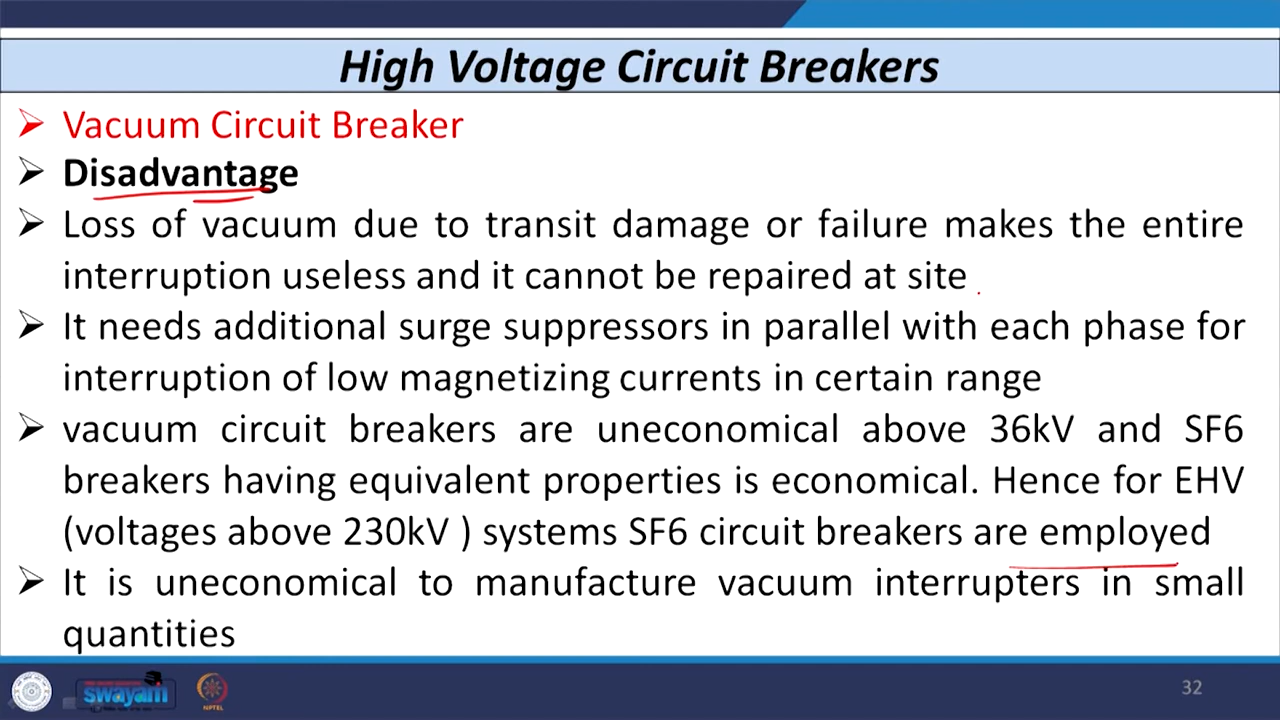 High Voltage Circuit Breakers
Vacuum Circuit Breaker
Disadvantage
Loss of vacuum due to transit damage or failure makes the entire
interruption useless and it cannot be repaired at site
It needs additional surge suppressors in parallel with each phase for
interruption of low magnetizing currents in certain range
vacuum circuit breakers are uneconomical above 36kV and SF6
breakers having equivalent properties is economical. Hence for EHV
(voltages above 230kV ) systems SF6 circuit breakers are employed
It is uneconomical to manufacture vacuum interrupters in small
quantities
swayam
NPTEL
32